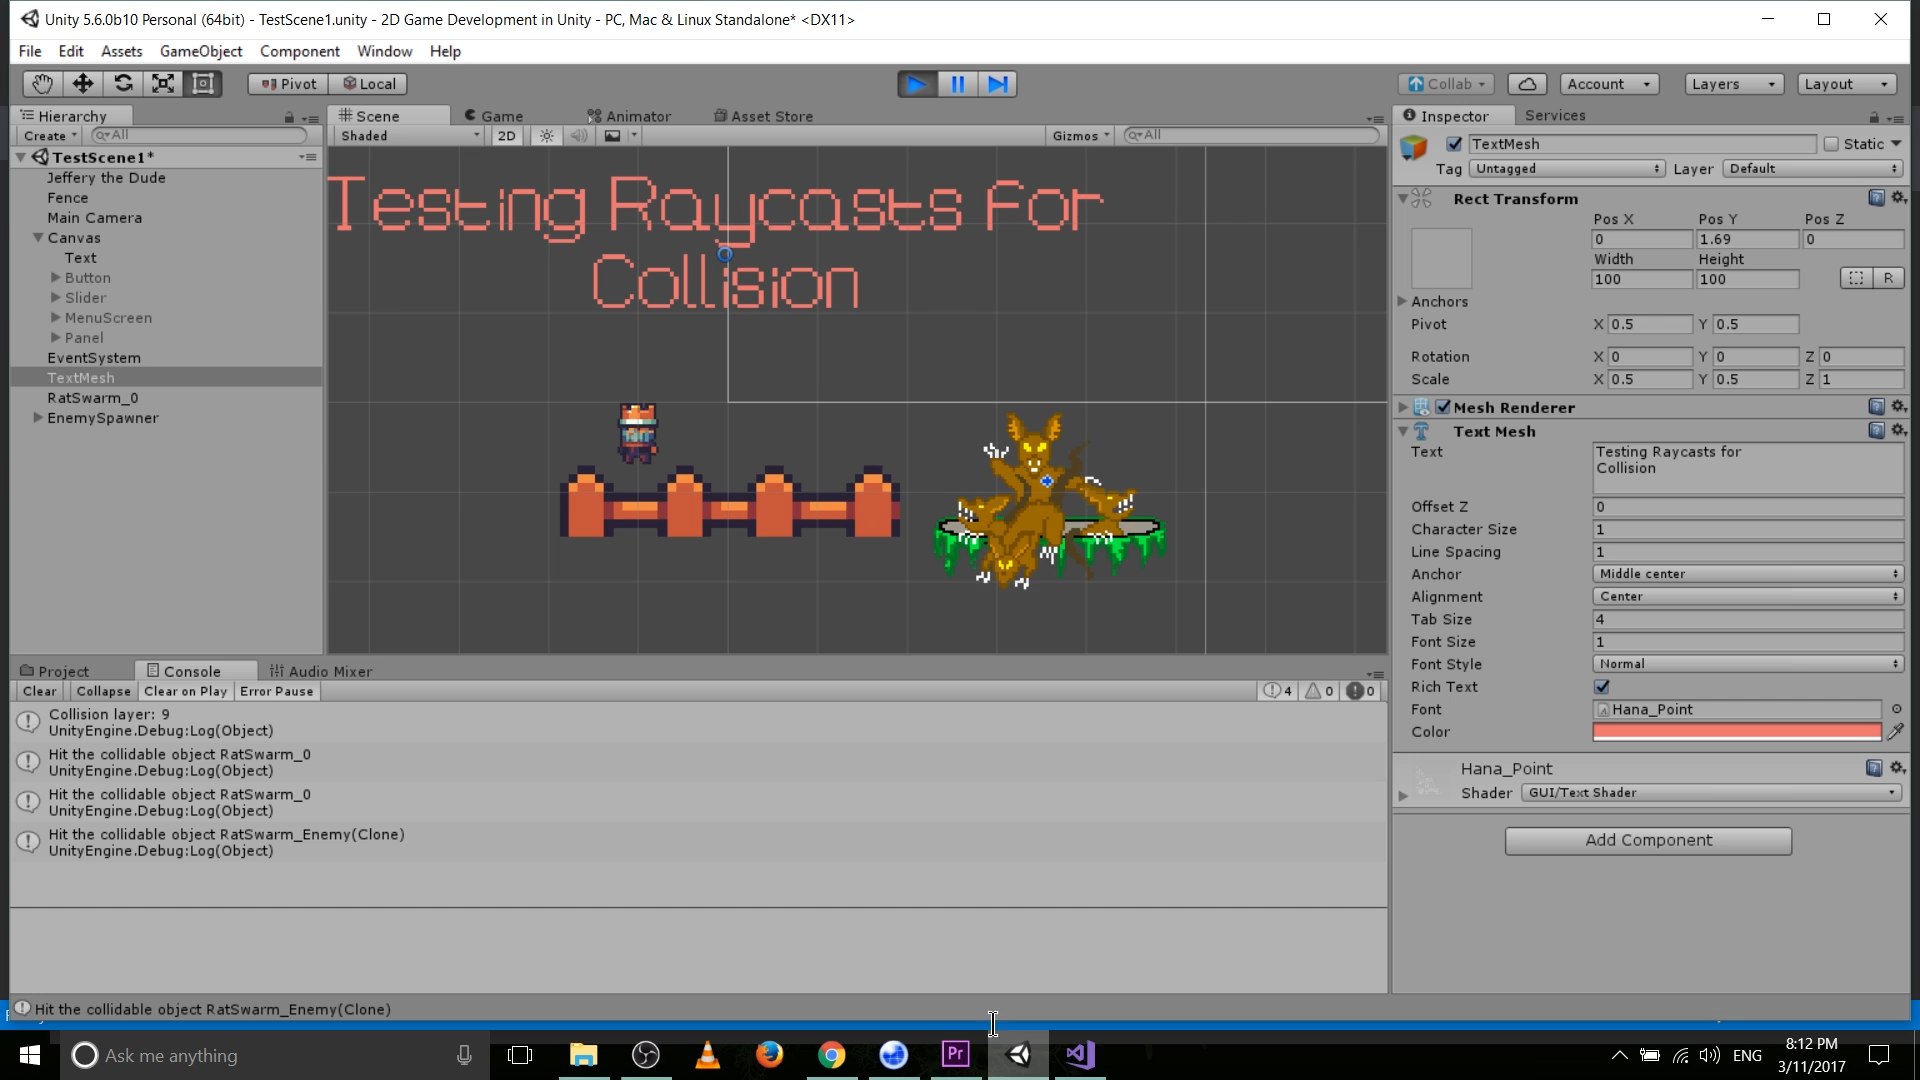 Unity 5.6.0b10 Personal (64bit) - TestScene1.unity - 2D Game Development in Unity - PC, Mac & Linux Standalone* <DX11>
File Edit Assets GameObject Component Window Help
Pivot Local Collab Account Layers Layout
Hierarchy
Create All
TestScene1*
Jeffery the Dude
Fence
Main Camera
Canvas
Text
Button
Slider
MenuScreen
Panel
EventSystem
TextMesh
RatSwarm_0
EnemySpawner
Scene Game Animator Asset Store
Shaded 2D Gizmos All
Testing Raycasts for
Collision
Inspector Services
TextMesh Static
Tag Untagged Layer Default
Rect Transform
Pos X Pos Y Pos Z
0 1.69 0
Width Height
100 100 R
Anchors
Pivot X 0.5 Y 0.5
Rotation X 0 Y 0 Z 0
Scale X 0.5 Y 0.5 Z 1
Mesh Renderer
Text Mesh
Text Testing Raycasts for
Collision
Offset Z 0
Character Size 1
Line Spacing 1
Anchor Middle center
Alignment Center
Tab Size 4
Font Size 1
Font Style Normal
Rich Text
Font Hana_Point
Color
Hana_Point
Shader GUI/Text Shader
Add Component
Project Console Audio Mixer
Clear Collapse Clear on Play Error Pause 4 0 0
Collision layer: 9
UnityEngine.Debug:Log(Object)
Hit the collidable object RatSwarm_0
UnityEngine.Debug:Log(Object)
Hit the collidable object RatSwarm_0
UnityEngine.Debug:Log(Object)
Hit the collidable object RatSwarm_Enemy(Clone)
UnityEngine.Debug:Log(Object)
Hit the collidable object RatSwarm_Enemy(Clone)
Ask me anything
Pr
ENG
8:12 PM
3/11/2017